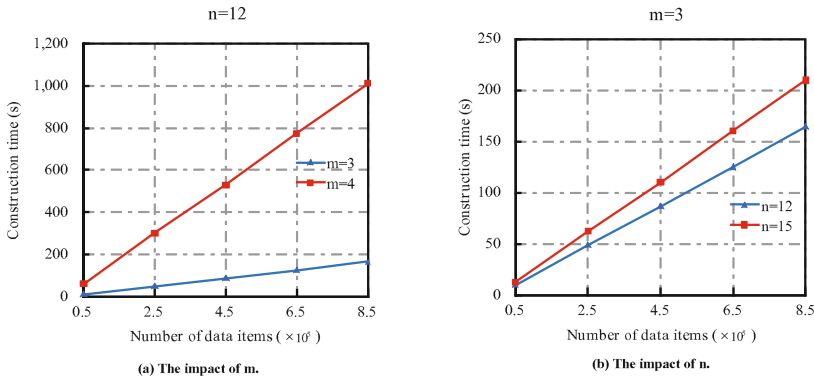 n=12
1,200
1,000
800
600
400
200
0
Construction time (s)
m=3
m=4
0.5 2.5 4.5 6.5 8.5
Number of data items (×10⁵)
(a) The impact of m.
m=3
250
200
150
100
50
0
Construction time (s)
n=12
n=15
0.5 2.5 4.5 6.5 8.5
Number of data items (×10⁵)
(b) The impact of n.